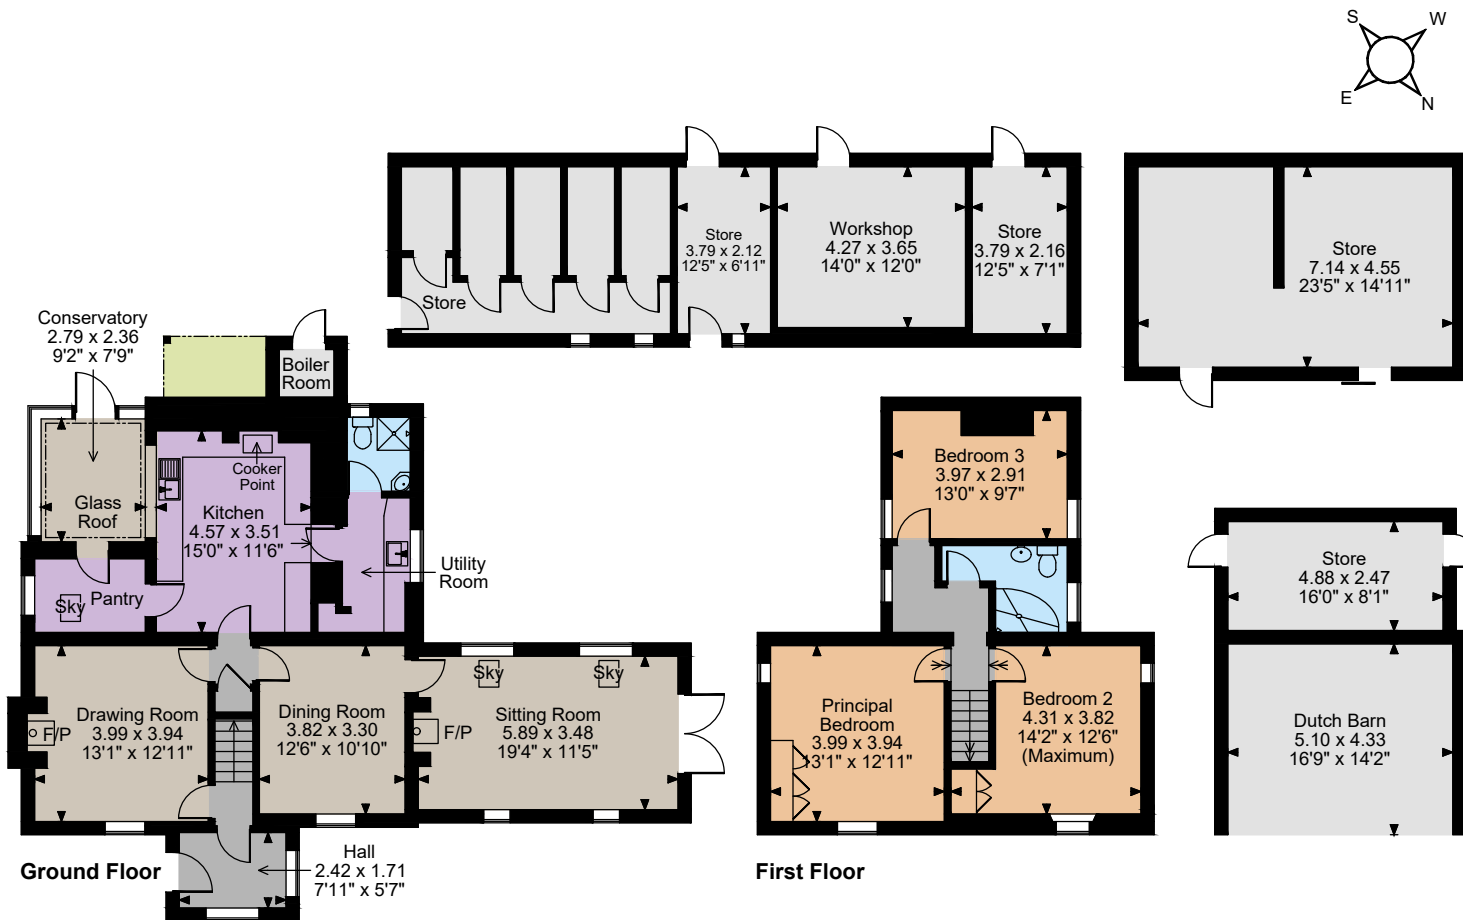 S
W
E
N
Store
3.79 x 2.12
12'5" x 6'11"
Workshop
4.27 x 3.65
14'0" x 12'0"
Store
3.79 x 2.16
12'5" x 7'1"
Store
7.14 x 4.55
23'5" x 14'11"
Store
Conservatory
2.79 x 2.36
9'2" x 7'9"
Boiler
Room
Cooker
Point
Glass
Roof
Kitchen
4.57 x 3.51
15'0" x 11'6"
Utility
Room
Pantry
Sky
Drawing Room
3.99 x 3.94
13'1" x 12'11"
F/P
Dining Room
3.82 x 3.30
12'6" x 10'10"
F/P
Sky
Sky
Sitting Room
5.89 x 3.48
19'4" x 11'5"
Hall
2.42 x 1.71
7'11" x 5'7"
Ground Floor
Bedroom 3
3.97 x 2.91
13'0" x 9'7"
Principal
Bedroom
3.99 x 3.94
13'1" x 12'11"
Bedroom 2
4.31 x 3.82
14'2" x 12'6"
(Maximum)
First Floor
Store
4.88 x 2.47
16'0" x 8'1"
Dutch Barn
5.10 x 4.33
16'9" x 14'2"